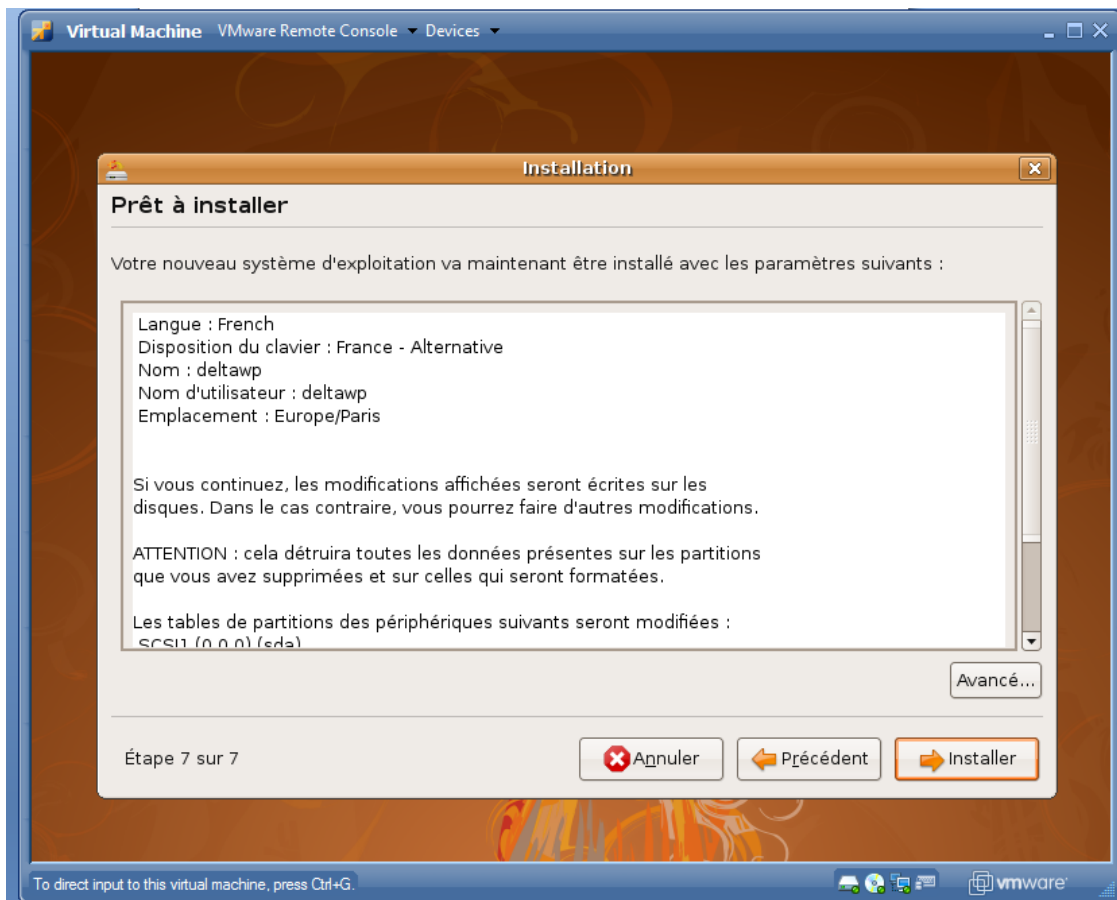 Virtual Machine VMware Remote Console Devices
Installation
Prêt à installer
Votre nouveau système d'exploitation va maintenant être installé avec les paramètres suivants :
Langue : French
Disposition du clavier : France - Alternative
Nom : deltawp
Nom d'utilisateur : deltawp
Emplacement : Europe/Paris
Si vous continuez, les modifications affichées seront écrites sur les
disques. Dans le cas contraire, vous pourrez faire d'autres modifications.
ATTENTION : cela détruira toutes les données présentes sur les partitions
que vous avez supprimées et sur celles qui seront formatées.
Les tables de partitions des périphériques suivants seront modifiées :
SCSI1 (0,0,0) (sda)
Avancé...
Étape 7 sur 7
Annuler
Précédent
Installer
To direct input to this virtual machine, press Ctrl+G.
vmware